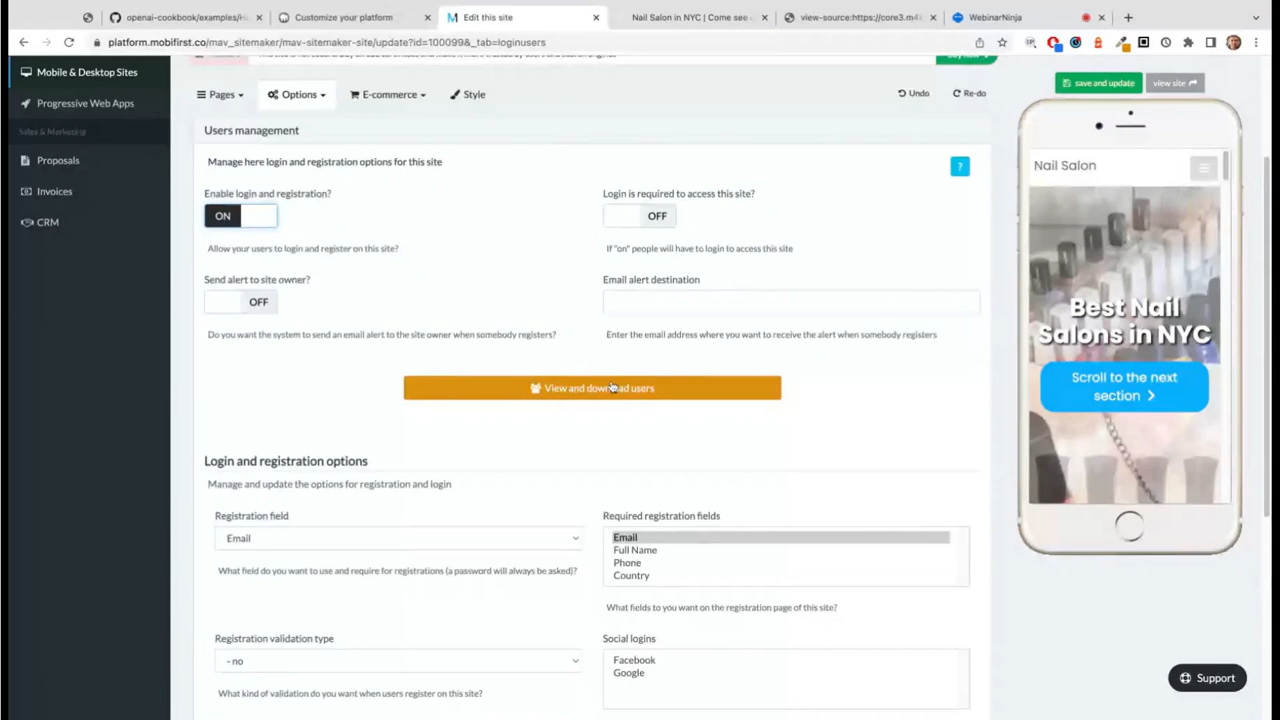 openai-cookbook/examples/H
Customize your platform
Edit this site
Nail Salon in NYC | Come see
view-source:https://core3.m4
WebinarNinja
platform.mobifirst.co/mav_sitemaker/mav-sitemaker-site/update?id=100099&_tab=loginusers
Mobile & Desktop Sites
Progressive Web Apps
Sales & Marketing
Proposals
Invoices
CRM
Pages
Options
E-commerce
Style
Undo
Re-do
save and update
view site
Users management
Manage here login and registration options for this site
?
Enable login and registration?
Login is required to access this site?
ON
OFF
Allow your users to login and register on this site?
If "on" people will have to login to access this site
Send alert to site owner?
Email alert destination
OFF
Do you want the system to send an email alert to the site owner when somebody registers?
Enter the email address where you want to receive the alert when somebody registers
View and download users
Login and registration options
Manage and update the options for registration and login
Registration field
Required registration fields
Email
Email
Full Name
Phone
Country
What field do you want to use and require for registrations (a password will always be asked)?
What fields to you want on the registration page of this site?
Registration validation type
Social logins
- no
Facebook
Google
What kind of validation do you want when users register on this site?
Nail Salon
Best Nail
Salons in NYC
Scroll to the next
section
Support